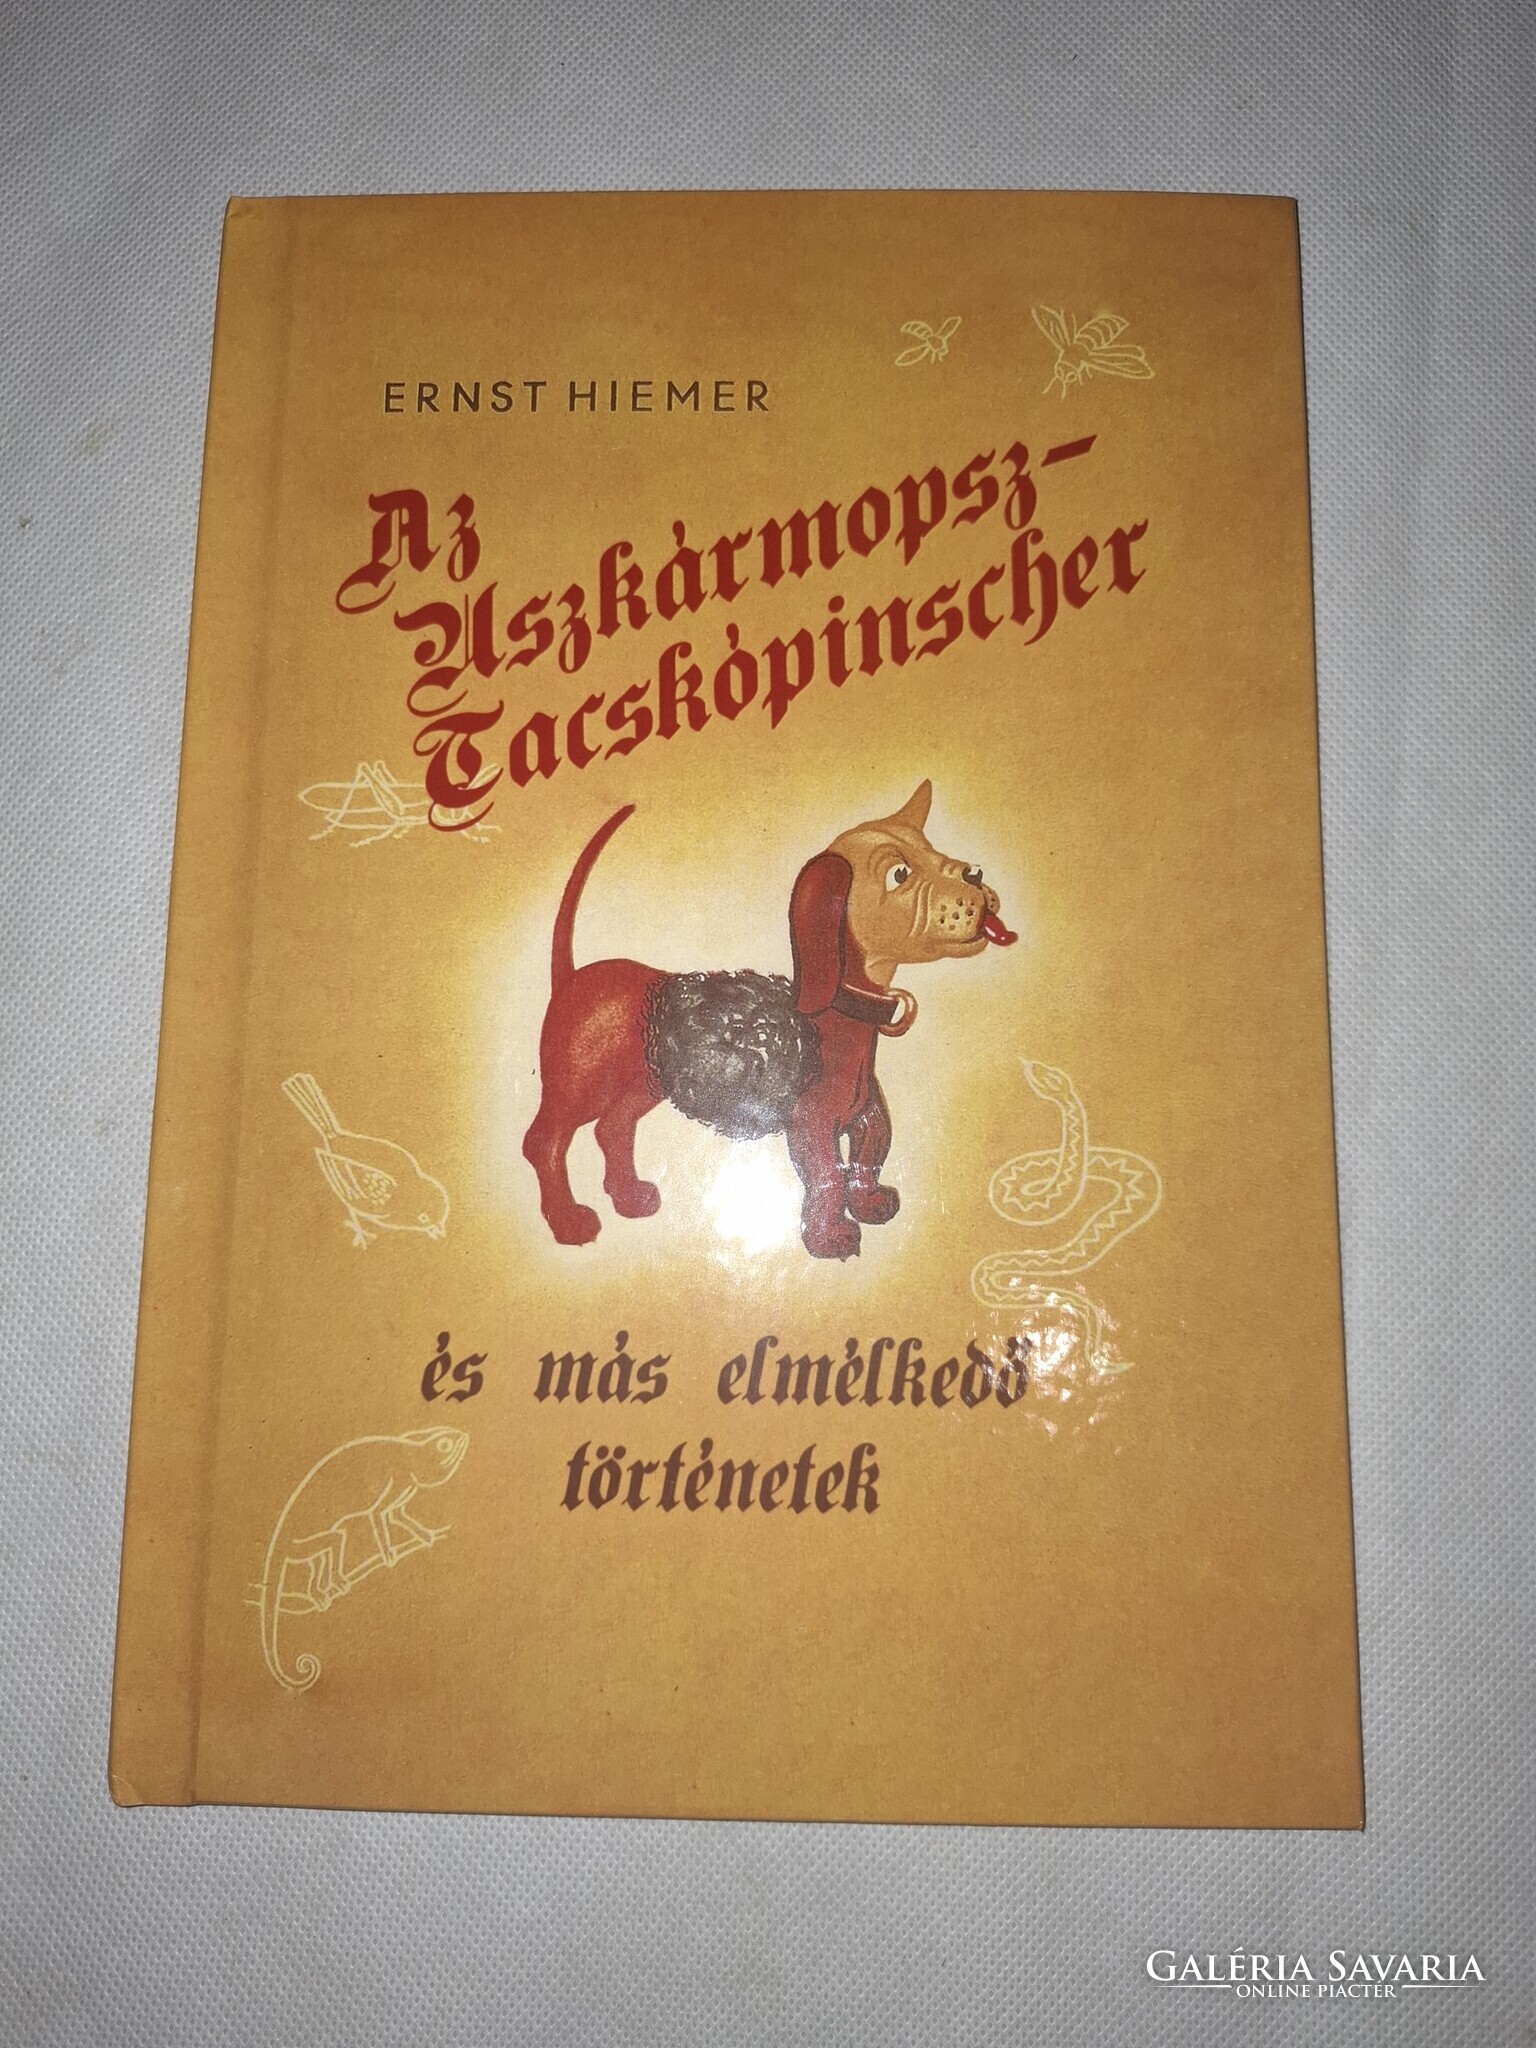 ERNST HIEMER
Az
Uszkármopsz-
Tacskópinscher
és más elmélkedő
történetek
GALÉRIA SAVARIA
ONLINE PIACTÉR